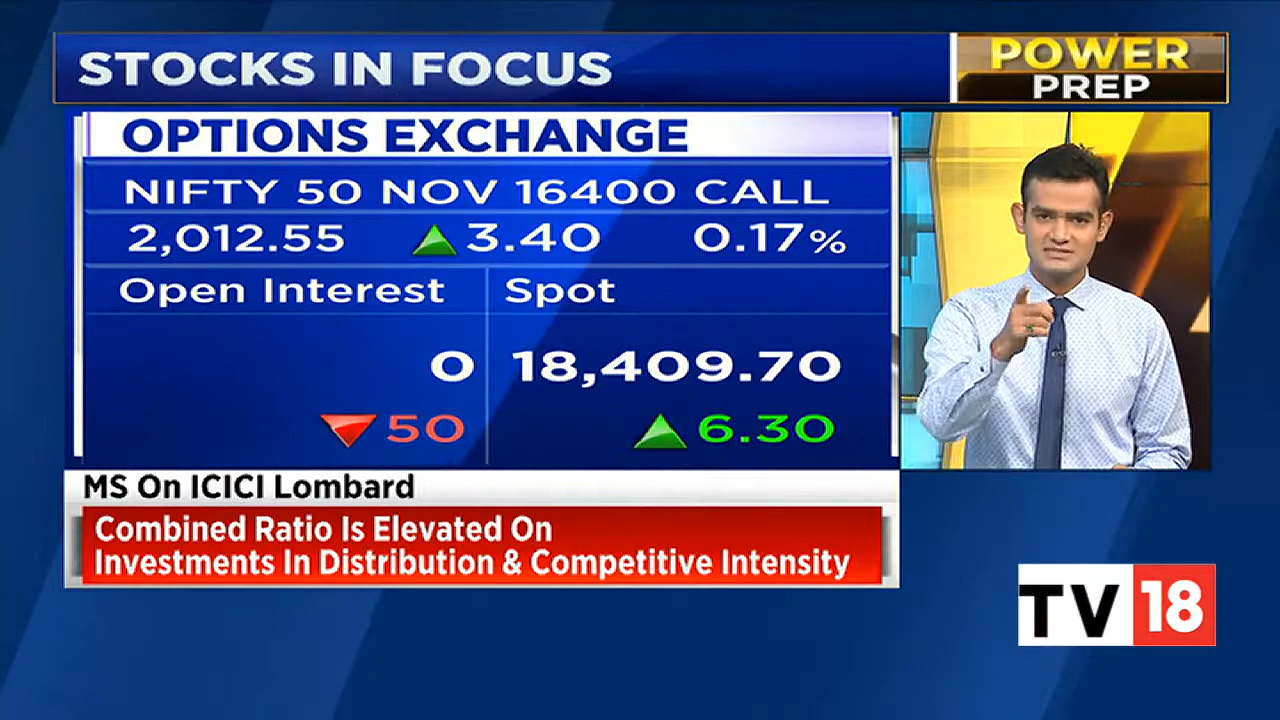 STOCKS IN FOCUS
POWER
PREP
OPTIONS EXCHANGE
NIFTY 50 NOV 16400 CALL
2,012.55 3.40 0.17%
Open Interest Spot
0 18,409.70
50 6.30
MS On ICICI Lombard
Combined Ratio Is Elevated On
Investments In Distribution & Competitive Intensity
TV 18